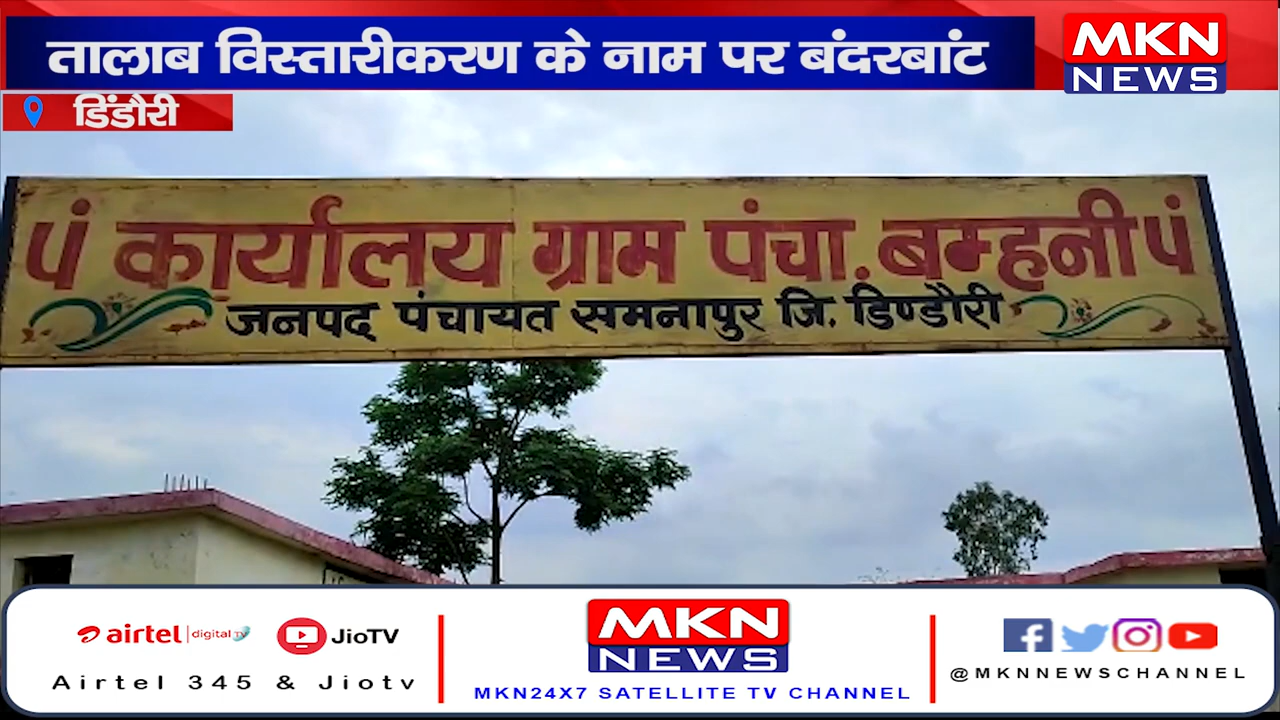 तालाब विस्तारीकरण के नाम पर बंदरबांट
MKN
NEWS
डिंडौरी
पं कार्यालय ग्राम पंचा. बम्हनी पं
जनपद पंचायत समनापुर जि. डिण्डौरी
airtel digital TV
JioTV
Airtel 345 & Jiotv
MKN
NEWS
MKN24X7 SATELLITE TV CHANNEL
@MKNNEWSCHANNEL